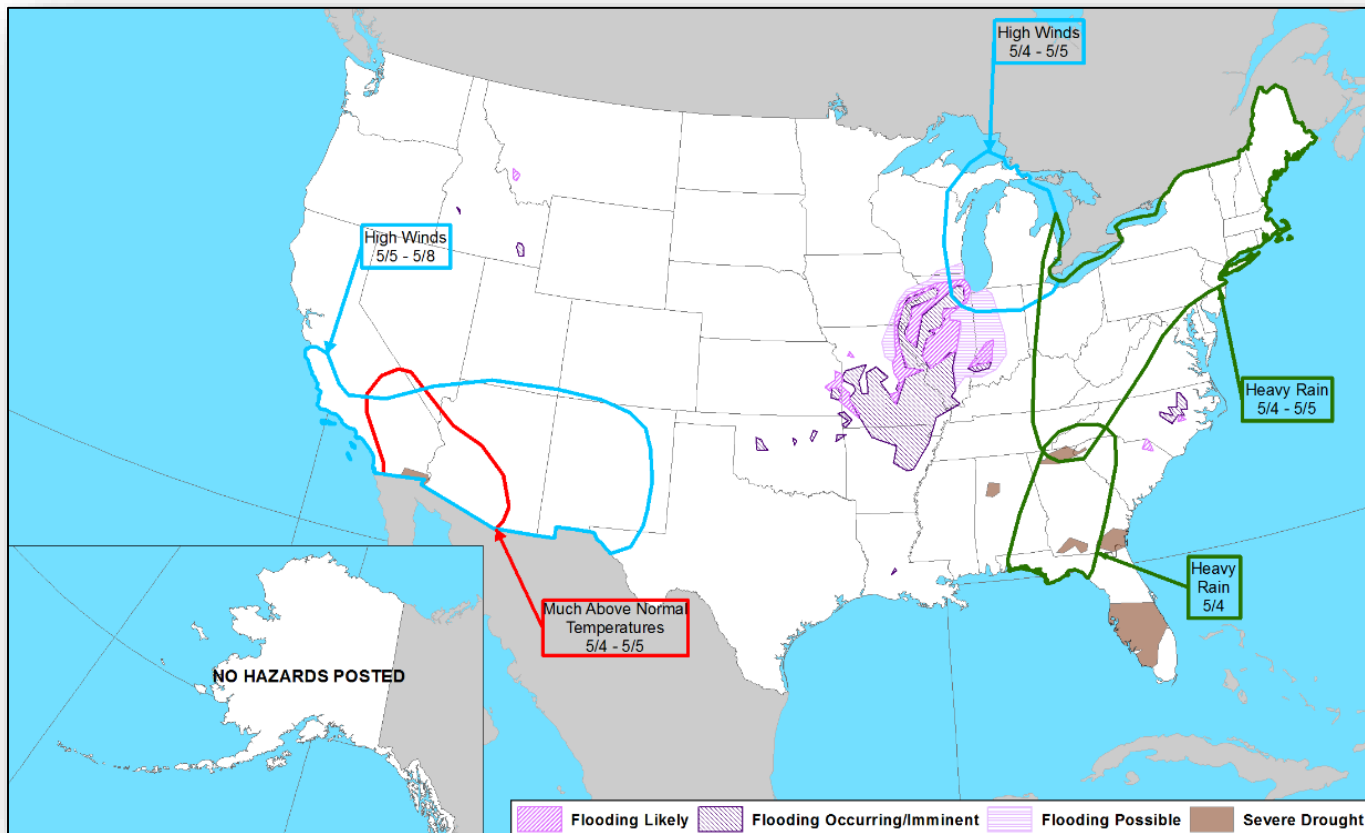 High Winds
5/4 - 5/5
High Winds
5/5 - 5/8
Heavy Rain
5/4 - 5/5
Heavy
Rain
5/4
Much Above Normal
Temperatures
5/4 - 5/5
NO HAZARDS POSTED
Flooding Likely
Flooding Occurring/Imminent
Flooding Possible
Severe Drought